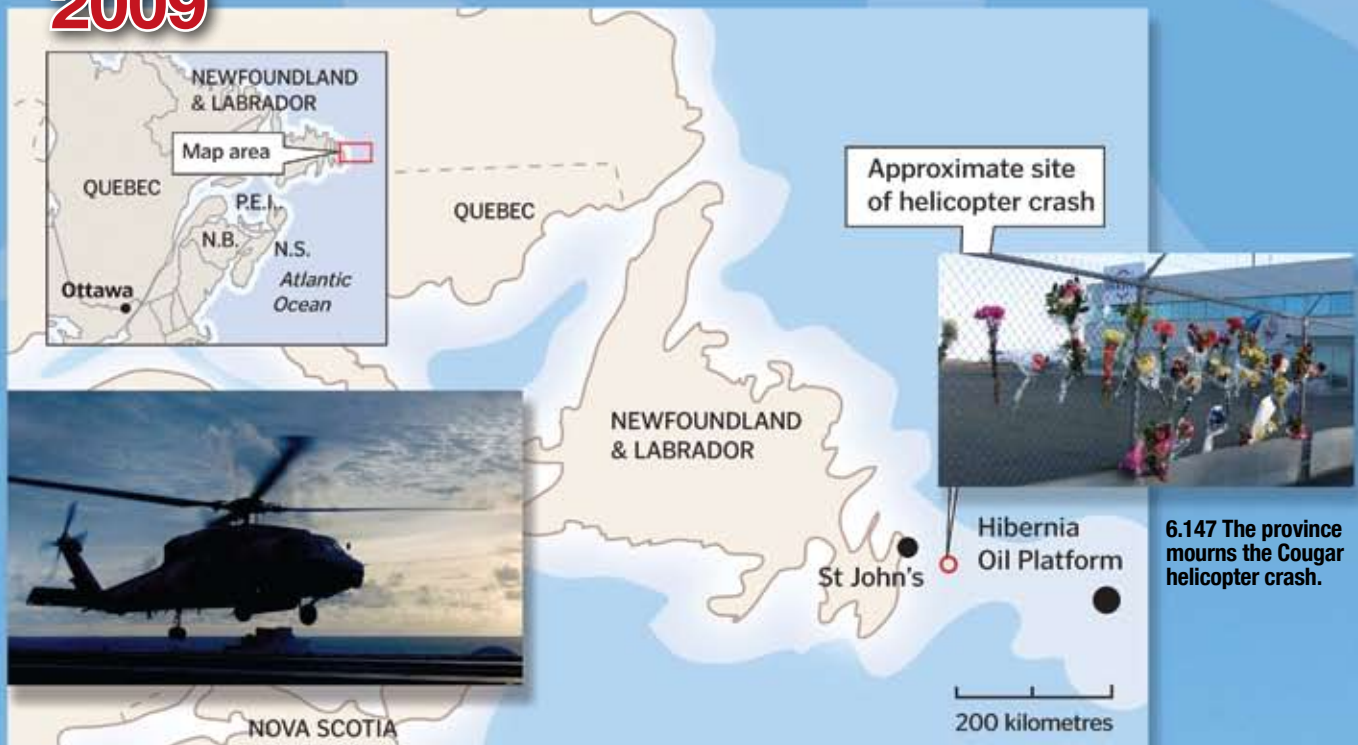 2009
NEWFOUNDLAND
& LABRADOR
Map area
QUEBEC
P.E.I.
N.B.
N.S.
Atlantic
Ocean
Ottawa
QUEBEC
Approximate site
of helicopter crash
NEWFOUNDLAND
& LABRADOR
St John's
Hibernia
Oil Platform
6.147 The province
mourns the Cougar
helicopter crash.
200 kilometres
NOVA SCOTIA